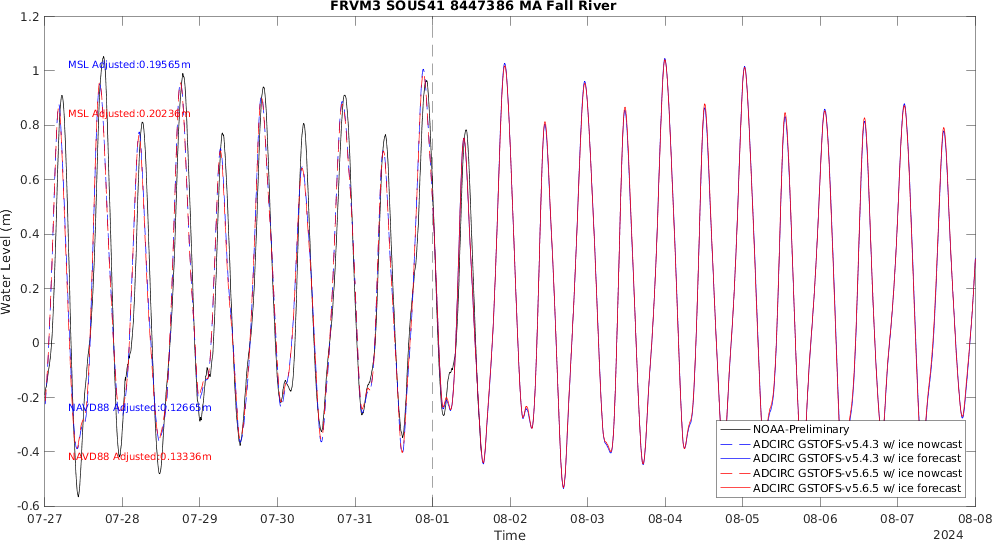 FRVM3 SOUS41 8447386 MA Fall River
1.2
1
0.8
0.6
0.4
0.2
0
-0.2
-0.4
-0.6
Water Level (m)
MSL Adjusted:0.19565m
MSL Adjusted:0.20236m
NAVD88 Adjusted:0.12665m
NAVD88 Adjusted:0.13336m
NOAA-Preliminary
ADCIRC GSTOFS-v5.4.3 w/ ice nowcast
ADCIRC GSTOFS-v5.4.3 w/ ice forecast
ADCIRC GSTOFS-v5.6.5 w/ ice nowcast
ADCIRC GSTOFS-v5.6.5 w/ ice forecast
07-27 07-28 07-29 07-30 07-31 08-01 08-02 08-03 08-04 08-05 08-06 08-07 08-08
Time
2024